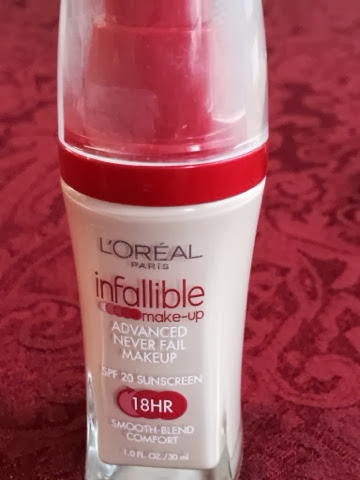 L'ORÉAL
PARIS
infallible
make-up
ADVANCED
NEVER FAIL
MAKEUP
SPF 20 SUNSCREEN
18HR
SMOOTH-BLEND
COMFORT
1.0 FL. OZ./30 ml